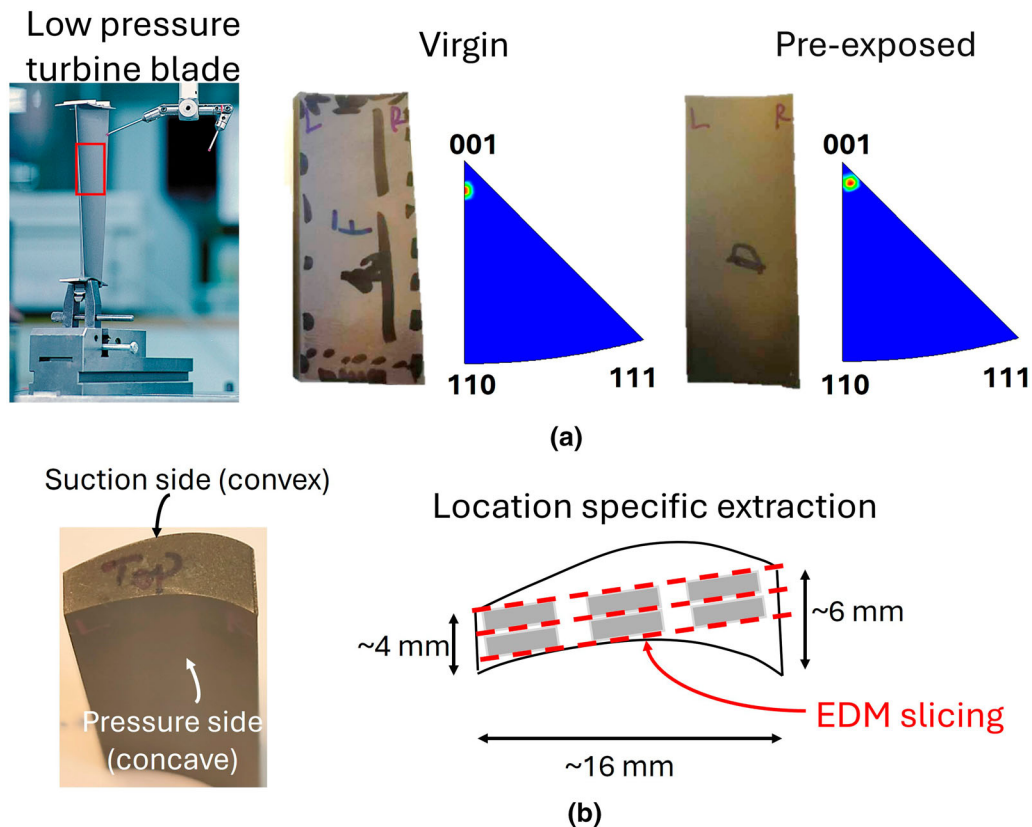 Low pressure
turbine blade
Virgin
Pre-exposed
L
R
F
001
110
111
L
R
D
001
110
111
(a)
Suction side (convex)
Top
L
R
Pressure side
(concave)
Location specific extraction
~4 mm
~6 mm
EDM slicing
~16 mm
(b)